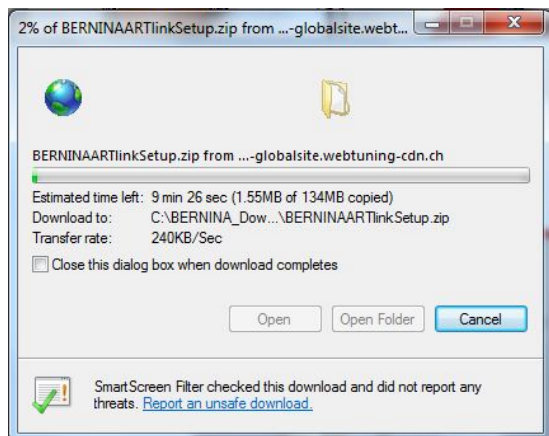 2% of BERNINAARTlinkSetup.zip from ...-globalsite.webt...
BERNINAARTlinkSetup.zip from ...-globalsite.webtuning-cdn.ch
Estimated time left: 9 min 26 sec (1.55MB of 134MB copied)
Download to: C:\BERNINA_Dow...\BERNINAARTlinkSetup.zip
Transfer rate: 240KB/Sec
Close this dialog box when download completes
Open Open Folder Cancel
SmartScreen Filter checked this download and did not report any
threats. Report an unsafe download.